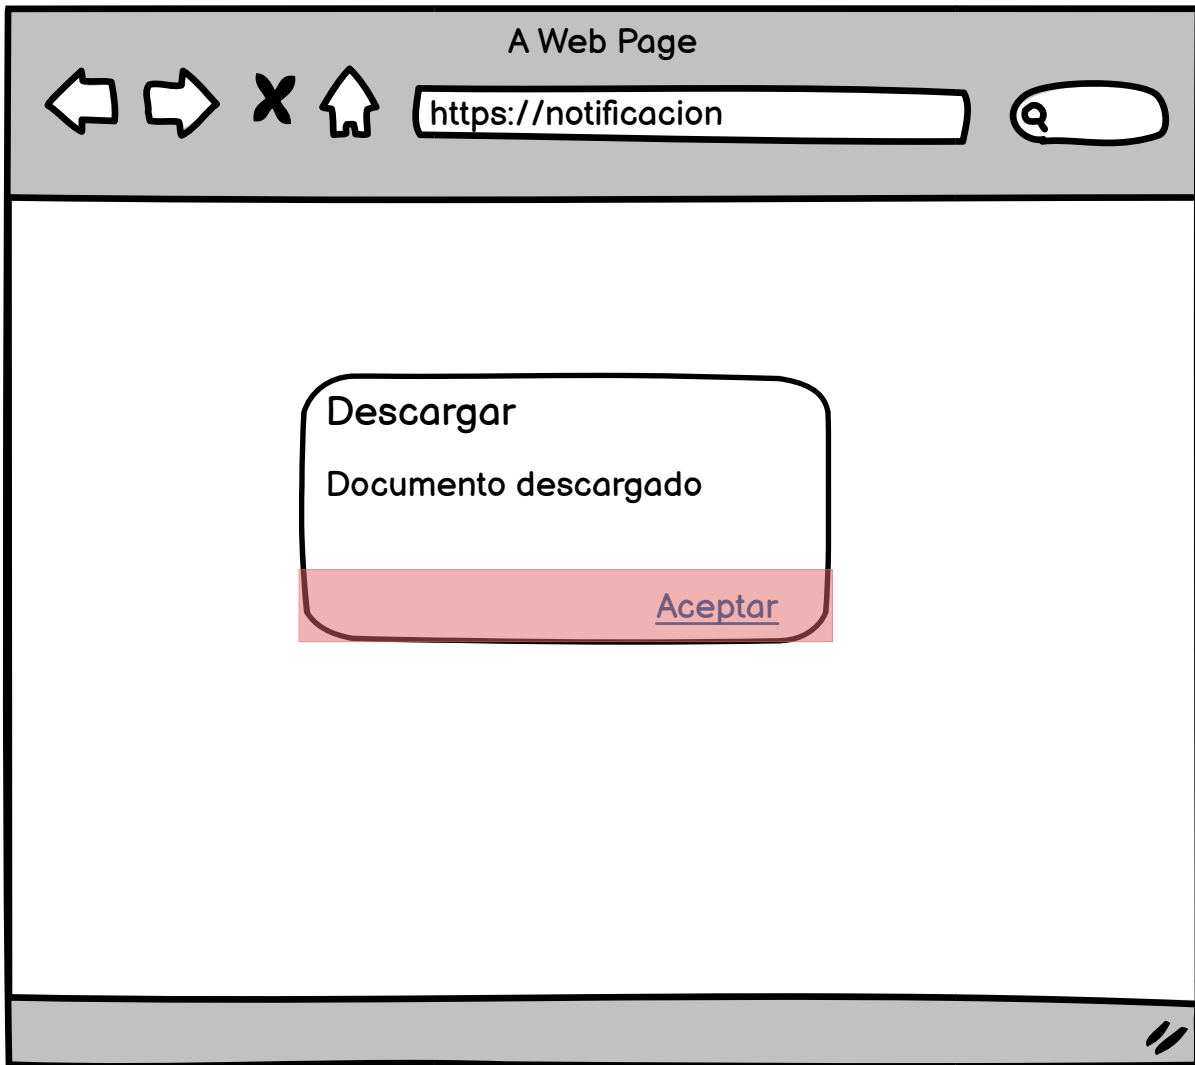 A Web Page
https://notificacion
Descargar
Documento descargado
Aceptar